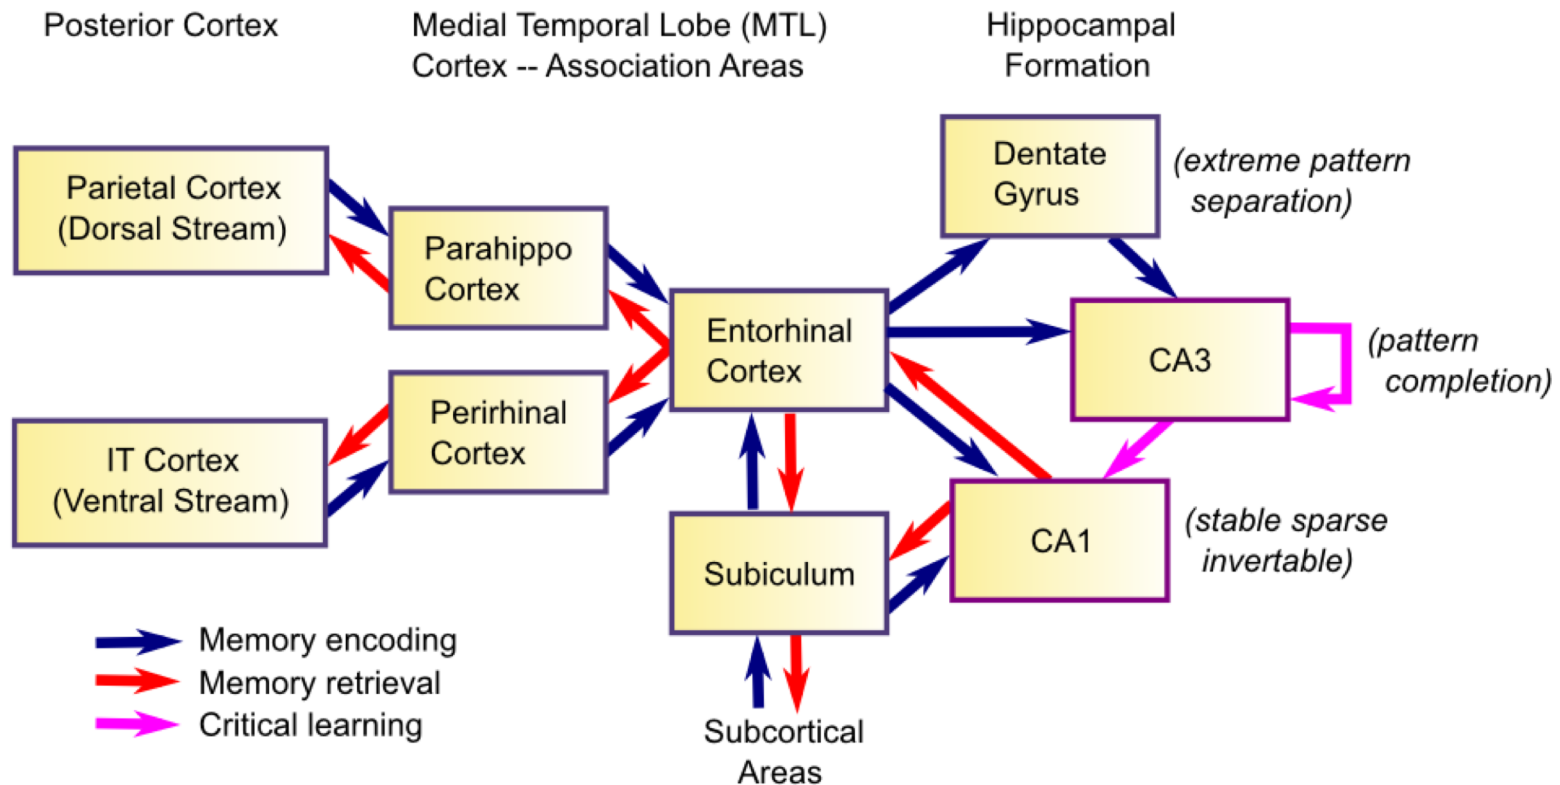 Posterior Cortex
Medial Temporal Lobe (MTL)
Cortex -- Association Areas
Hippocampal
Formation
Parietal Cortex
(Dorsal Stream)
Parahippo
Cortex
Dentate
Gyrus
(extreme pattern
separation)
Entorhinal
Cortex
CA3
(pattern
completion)
IT Cortex
(Ventral Stream)
Perirhinal
Cortex
Subiculum
CA1
(stable sparse
invertable)
Memory encoding
Memory retrieval
Critical learning
Subcortical
Areas